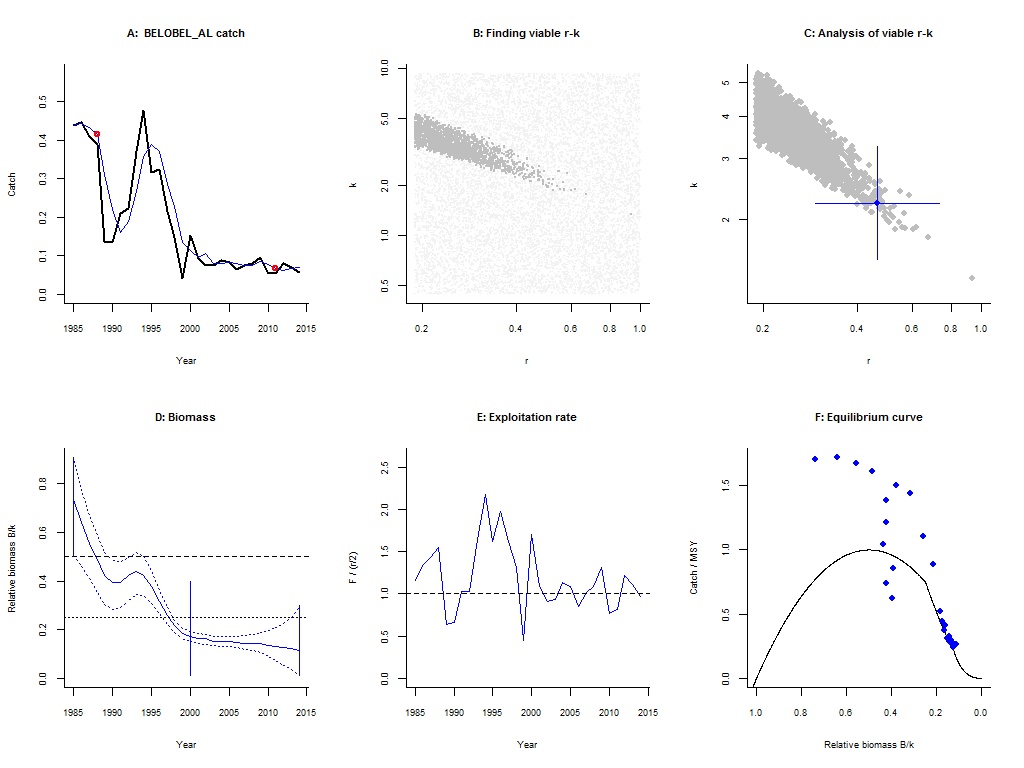 A: BELOBEL_AL catch
Catch
0.0 0.1 0.2 0.3 0.4 0.5
1985 1990 1995 2000 2005 2010 2015
Year
B: Finding viable r-k
k
0.5 1.0 2.0 5.0 10.0
0.2 0.4 0.6 0.8 1.0
r
C: Analysis of viable r-k
k
2 3 4 5
0.2 0.4 0.6 0.8 1.0
r
D: Biomass
Relative biomass B/k
0.0 0.2 0.4 0.6 0.8
1985 1990 1995 2000 2005 2010 2015
Year
E: Exploitation rate
F / (r/2)
0.0 0.5 1.0 1.5 2.0 2.5
1985 1990 1995 2000 2005 2010 2015
Year
F: Equilibrium curve
Catch / MSY
0.0 0.5 1.0 1.5
1.0 0.8 0.6 0.4 0.2 0.0
Relative biomass B/k